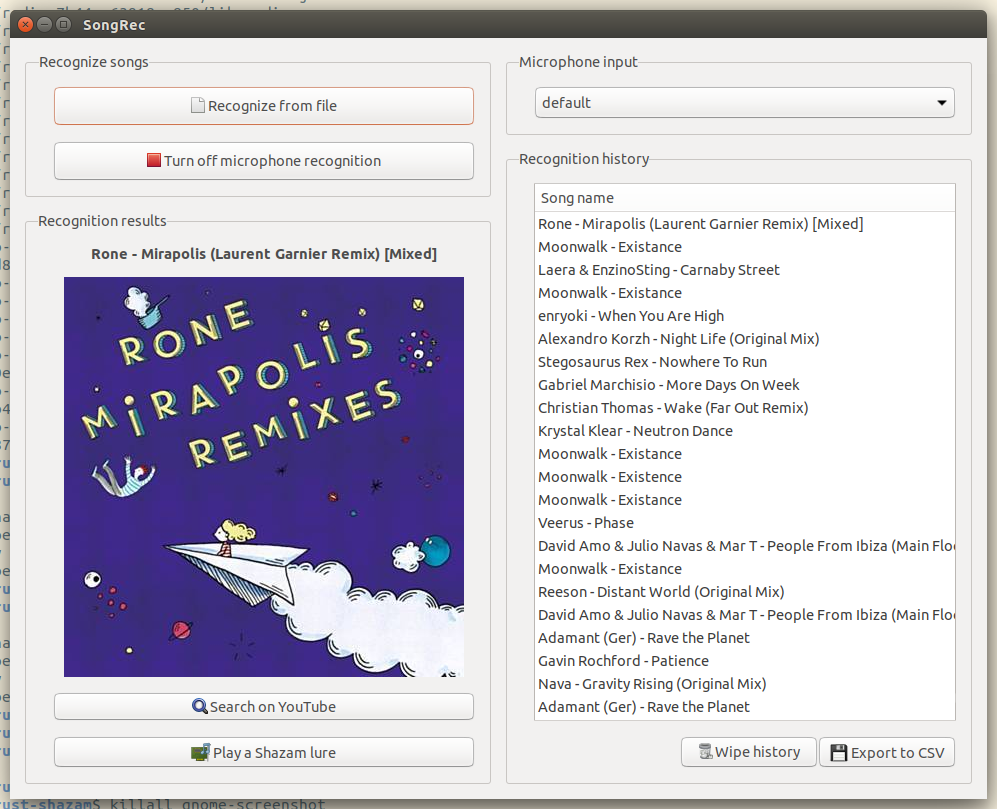 SongRec
Recognize songs
Recognize from file
Turn off microphone recognition
Recognition results
Rone - Mirapolis (Laurent Garnier Remix) [Mixed]
RONE
MiRAPOLIS
REMiXES
Search on YouTube
Play a Shazam lure
Microphone input
default
Recognition history
Song name
Rone - Mirapolis (Laurent Garnier Remix) [Mixed]
Moonwalk - Existance
Laera & EnzinoSting - Carnaby Street
Moonwalk - Existance
enryoki - When You Are High
Alexandro Korzh - Night Life (Original Mix)
Stegosaurus Rex - Nowhere To Run
Gabriel Marchisio - More Days On Week
Christian Thomas - Wake (Far Out Remix)
Krystal Klear - Neutron Dance
Moonwalk - Existance
Moonwalk - Existence
Moonwalk - Existance
Veerus - Phase
David Amo & Julio Navas & Mar T - People From Ibiza (Main Floo
Moonwalk - Existance
Reeson - Distant World (Original Mix)
David Amo & Julio Navas & Mar T - People From Ibiza (Main Floo
Adamant (Ger) - Rave the Planet
Gavin Rochford - Patience
Nava - Gravity Rising (Original Mix)
Adamant (Ger) - Rave the Planet
Wipe history
Export to CSV
rust-shazam$ killall gnome-screenshot